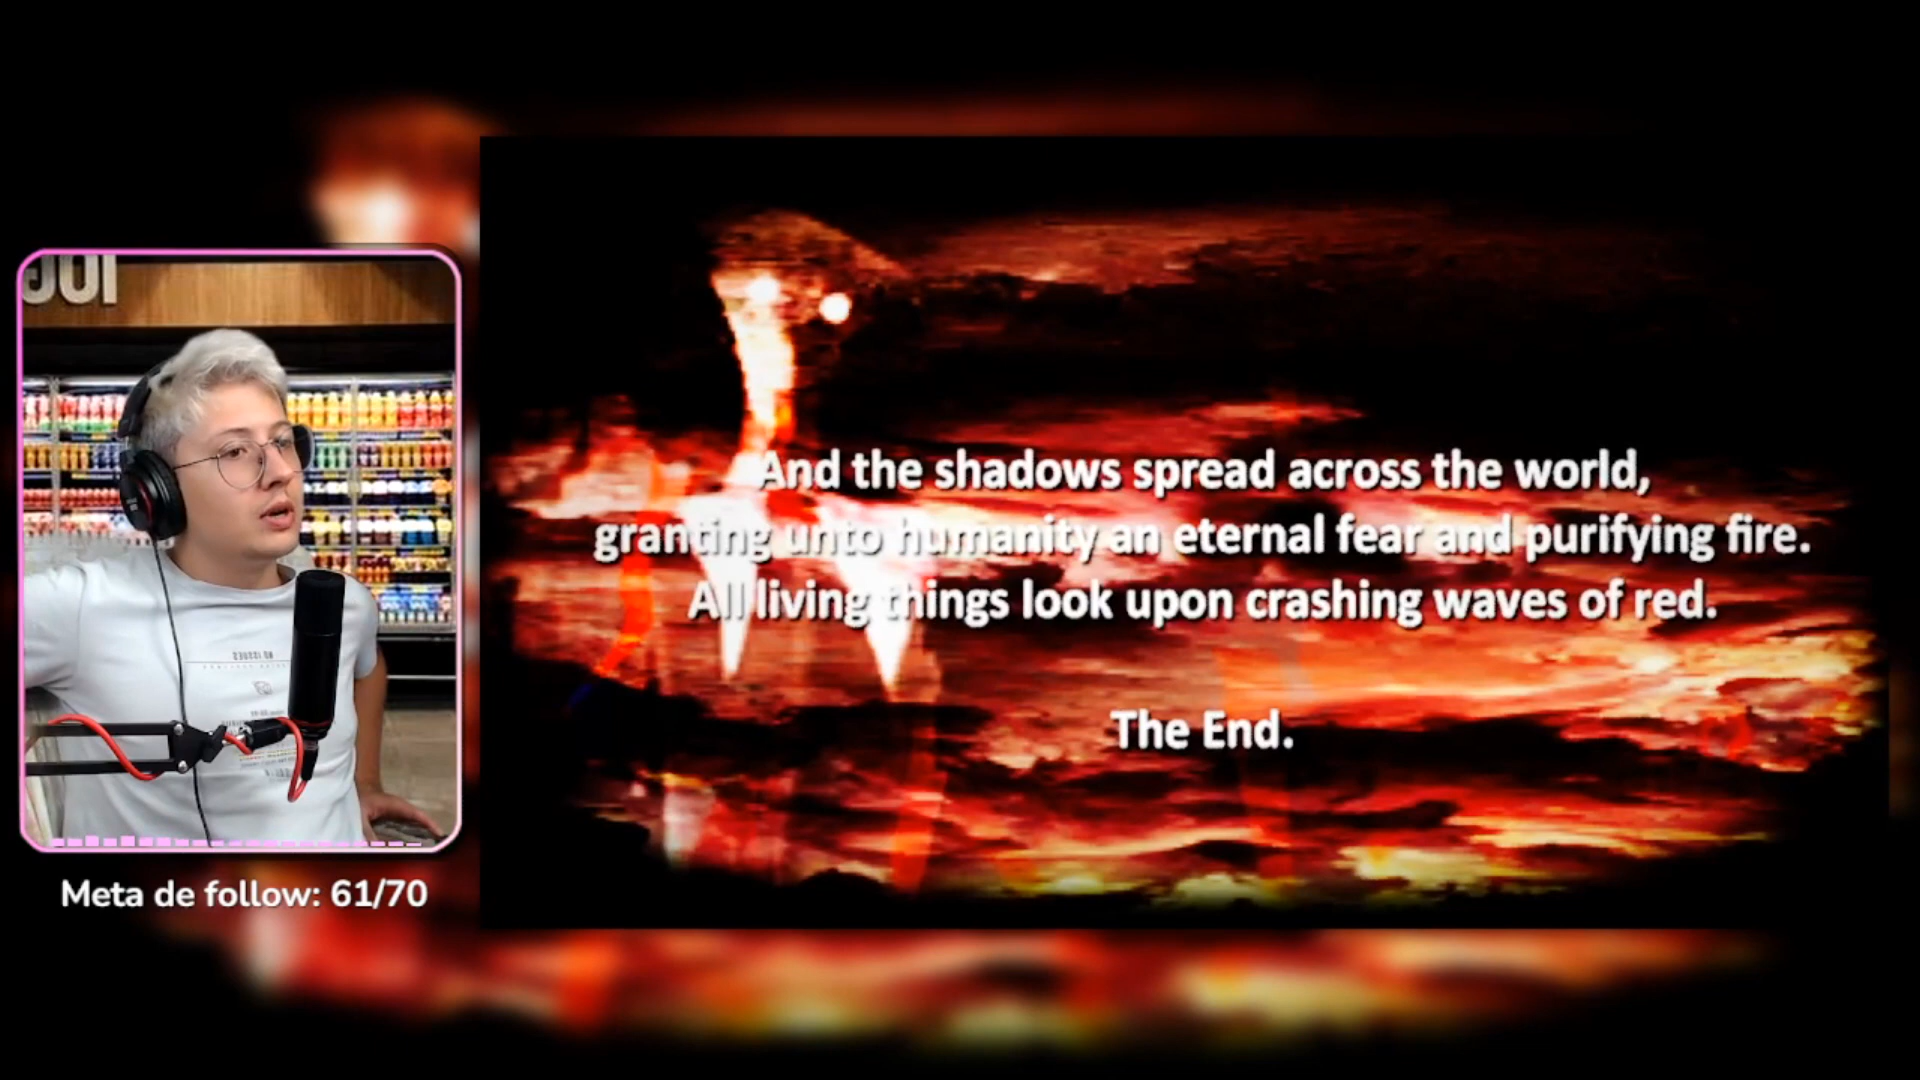 And the shadows spread across the world,
granting unto humanity an eternal fear and purifying fire.
All living things look upon crashing waves of red.
The End.
Meta de follow: 61/70